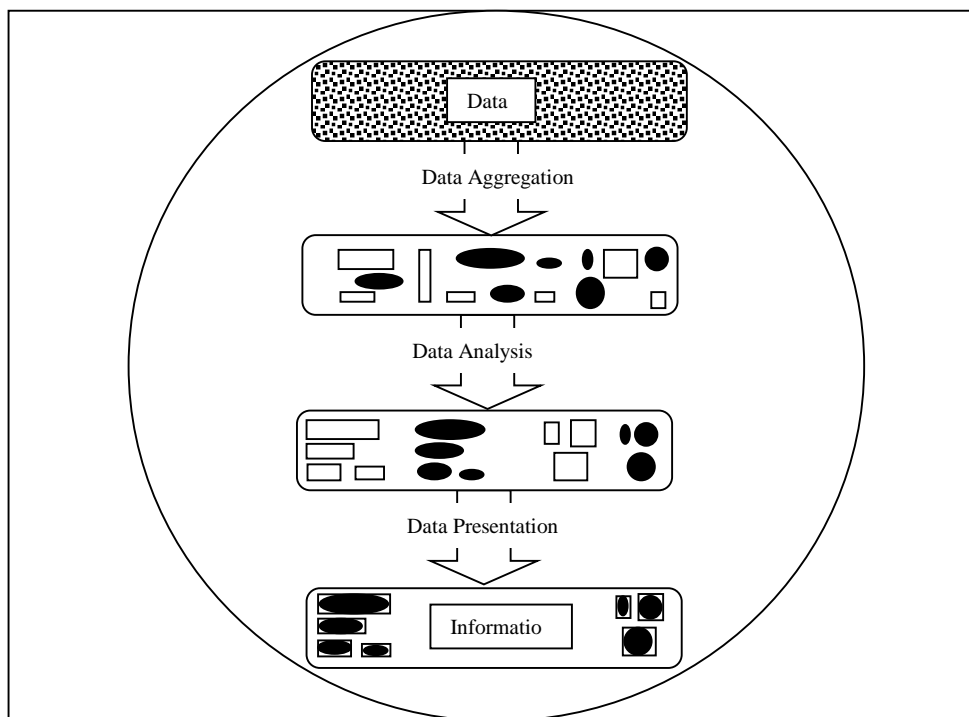 Data
Data Aggregation
Data Analysis
Data Presentation
Informatio